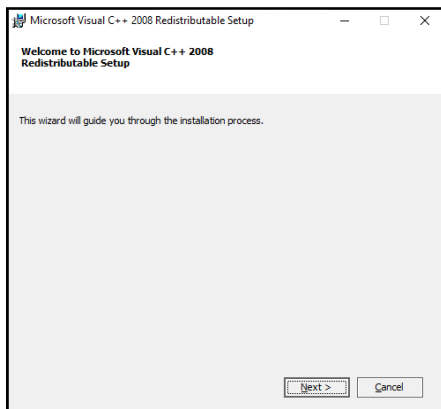 Microsoft Visual C++ 2008 Redistributable Setup
Welcome to Microsoft Visual C++ 2008
Redistributable Setup
This wizard will guide you through the installation process.
Next >
Cancel